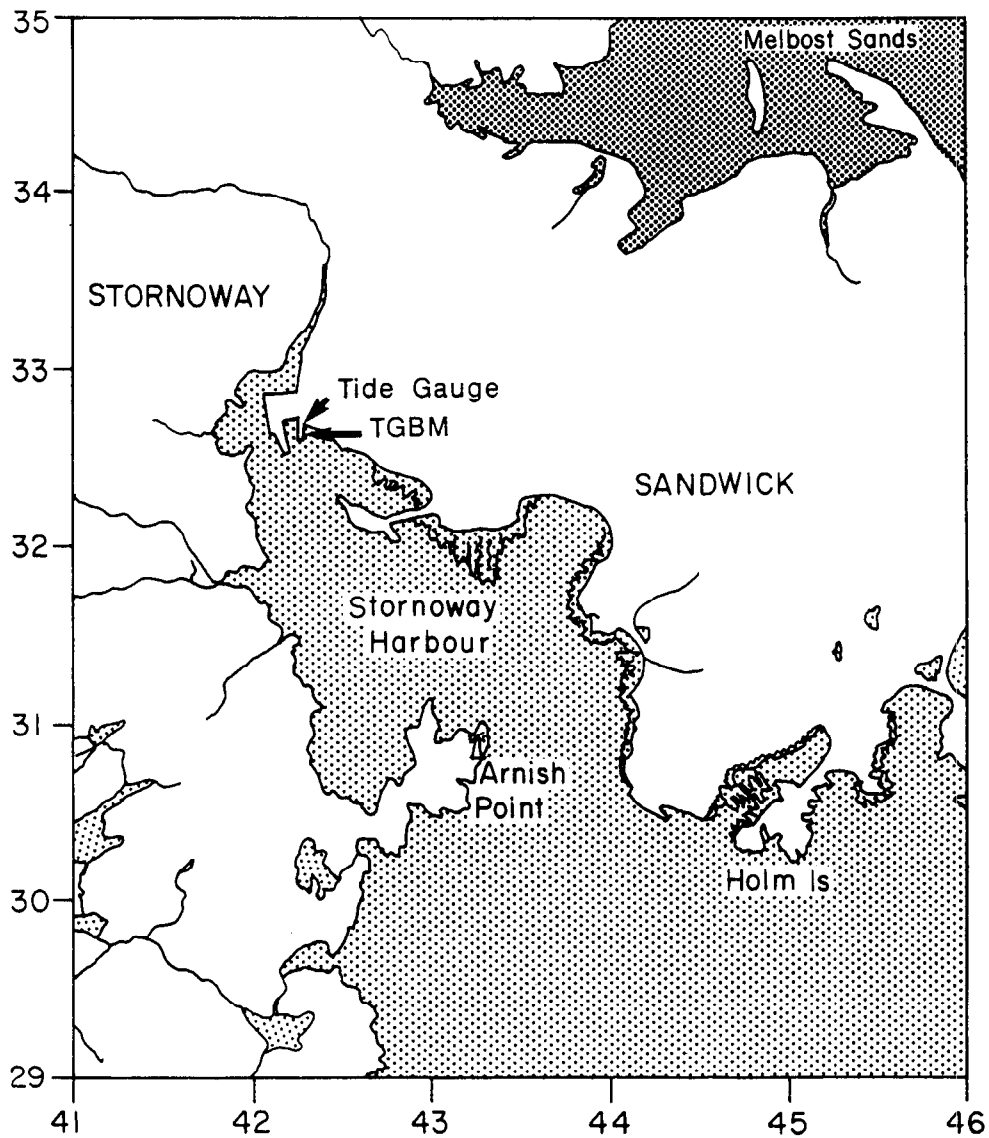 35
Melbost Sands
34
STORNOWAY
33
Tide Gauge
TGBM
SANDWICK
32
Stornoway
Harbour
31
Arnish
Point
30
Holm Is
29
41 42 43 44 45 46